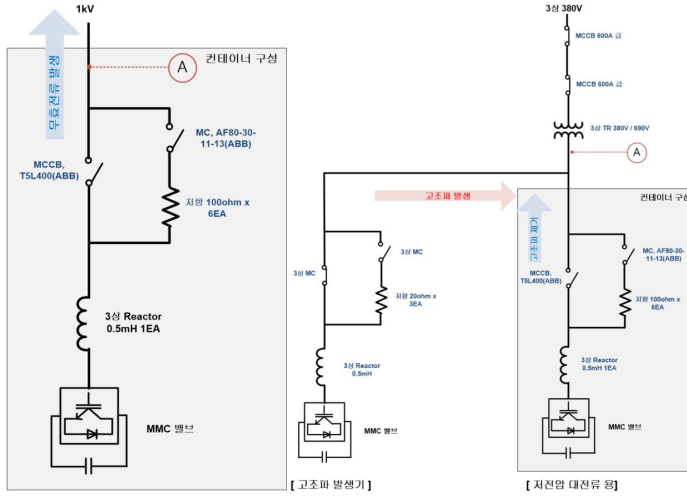 1kV
무효전류 발생
A
컨테이너 구성
MC, AF80-30-
11-13(ABB)
MCCB,
T5L400(ABB)
저항 100ohm x
6EA
3상 Reactor
0.5mH 1EA
MMC 밸브
3상 380V
MCCB 600A 급
MCCB 600A 급
3상 TR 380V / 690V
A
고조파 발생
컨테이너 구성
고조파 제거
3상 MC
3상 MC
저항 20ohm x
3EA
3상 Reactor
0.5mH
MMC 밸브
[ 고조파 발생기 ]
MC, AF80-30-
11-13(ABB)
MCCB,
T5L400(ABB)
저항 100ohm x
6EA
3상 Reactor
0.5mH 1EA
MMC 밸브
[ 저전압 대전류 용]